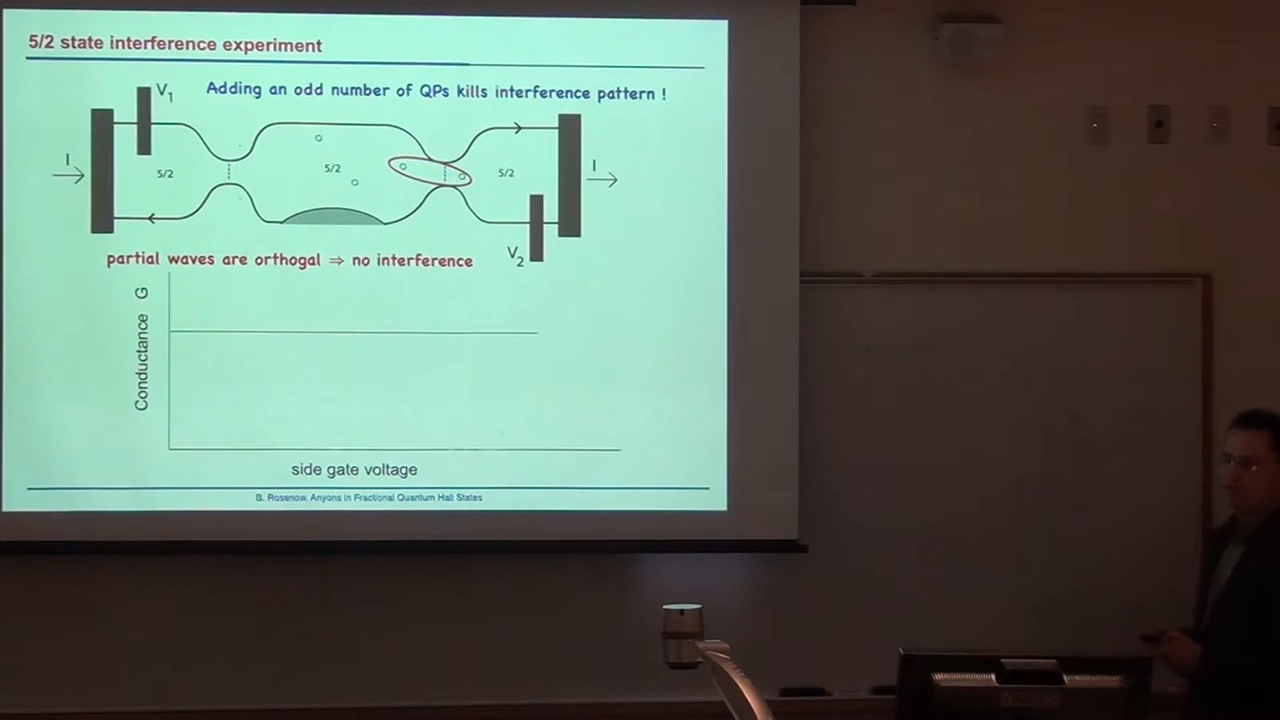 5/2 state interference experiment
Adding an odd number of QPs kills interference pattern !
V1
I
5/2
5/2
5/2
I
V2
partial waves are orthogal ⇒ no interference
Conductance G
side gate voltage
B. Rosenow, Anyons in Fractional Quantum Hall States